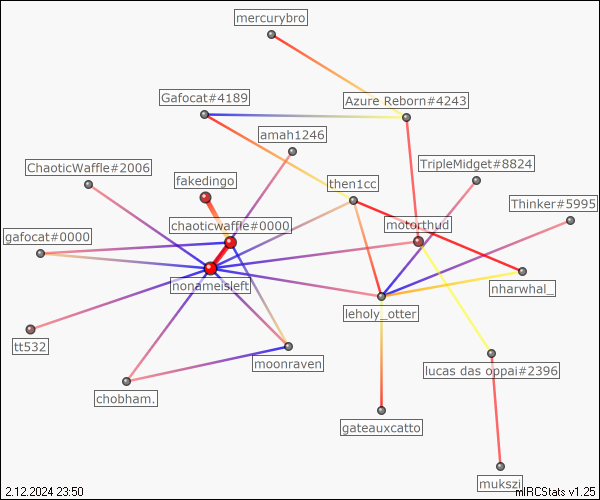 mercurybro
Gafocat#4189
Azure Reborn#4243
amah1246
ChaoticWaffle#2006
TripleMidget#8824
fakedingo
then1cc
Thinker#5995
chaoticwaffle#0000
motorthud
gafocat#0000
nonameisleft
nharwhal_
leholy_otter
tt532
moonraven
lucas das oppai#2396
chobham.
gateauxcatto
mukszi
2.12.2024 23:50
mIRCStats v1.25